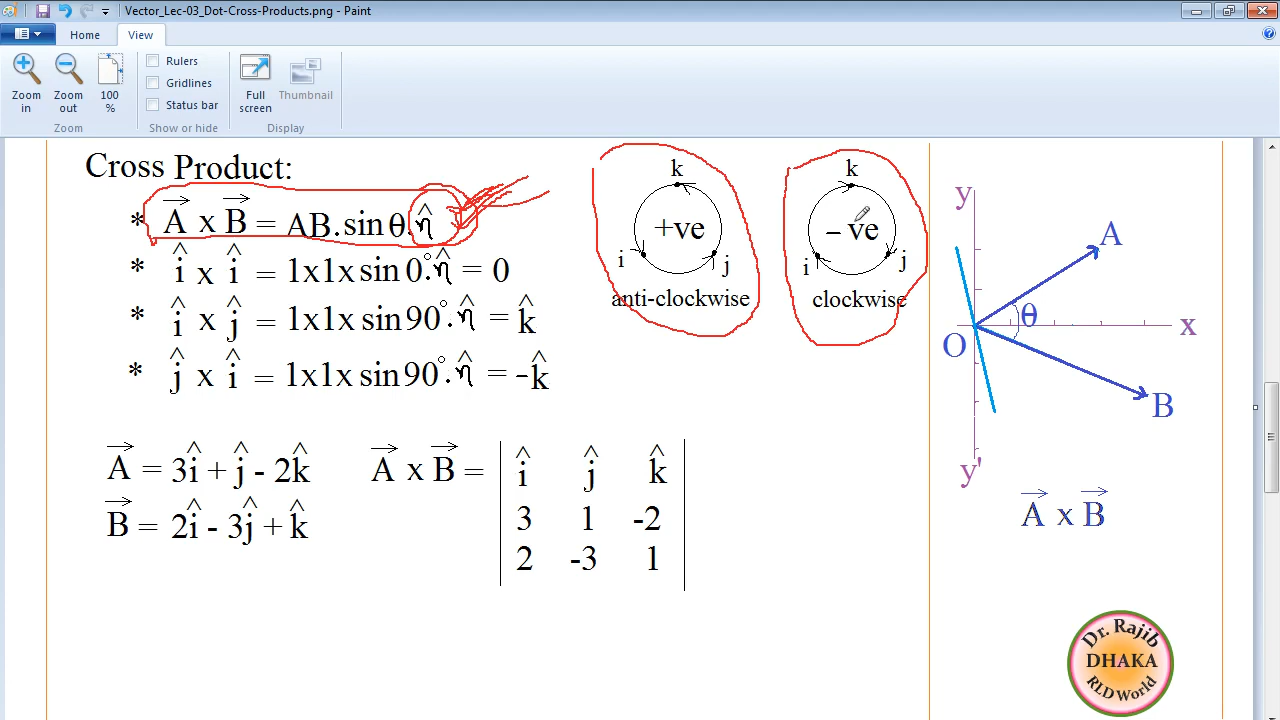 Vector_Lec-03_Dot-Cross-Products.png - Paint
Home View
Zoom in
Zoom out
100 %
Rulers
Gridlines
Status bar
Full screen
Thumbnail
Zoom
Show or hide
Display
Cross Product:
* A⃗ x B⃗ = AB. sin θ. η̂
* î x î = 1x1x sin 0°. η̂ = 0
* î x ĵ = 1x1x sin 90°. η̂ = k̂
* ĵ x î = 1x1x sin 90°. η̂ = -k̂
k
+ve
i j
anti-clockwise
k
- ve
i j
clockwise
A⃗ = 3î + ĵ - 2k̂
B⃗ = 2î - 3ĵ + k̂
A⃗ x B⃗ =
î ĵ k̂
3 1 -2
2 -3 1
y
A
θ
x
O
B
y'
A⃗ x B⃗
Dr. Rajib
DHAKA
RLDWorld